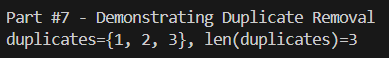 Part #7 - Demonstrating Duplicate Removal
duplicates={1, 2, 3}, len(duplicates)=3